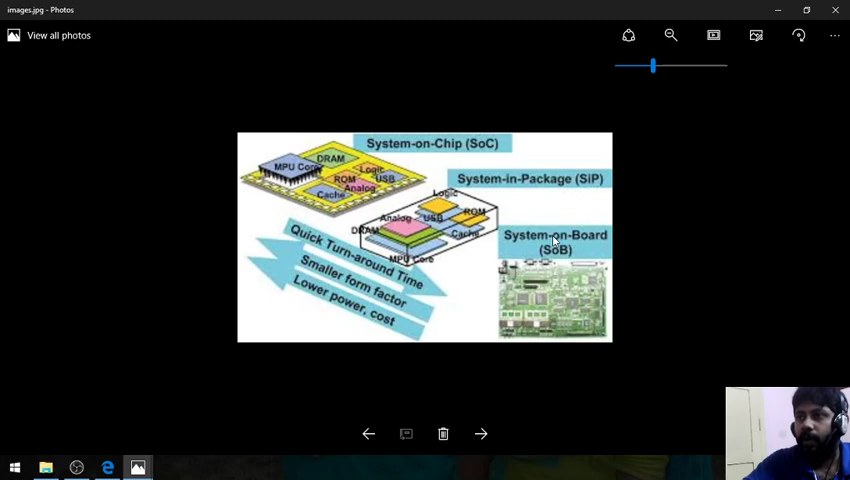 images.jpg - Photos
View all photos
System-on-Chip (SoC)
DRAM
MPU Core
Logic
USB
ROM
Analog
Cache
System-in-Package (SiP)
Logic
ROM
Analog
USB
DRAM
Cache
MPU Core
System-on-Board
(SoB)
Quick Turn-around Time
Smaller form factor
Lower power, cost